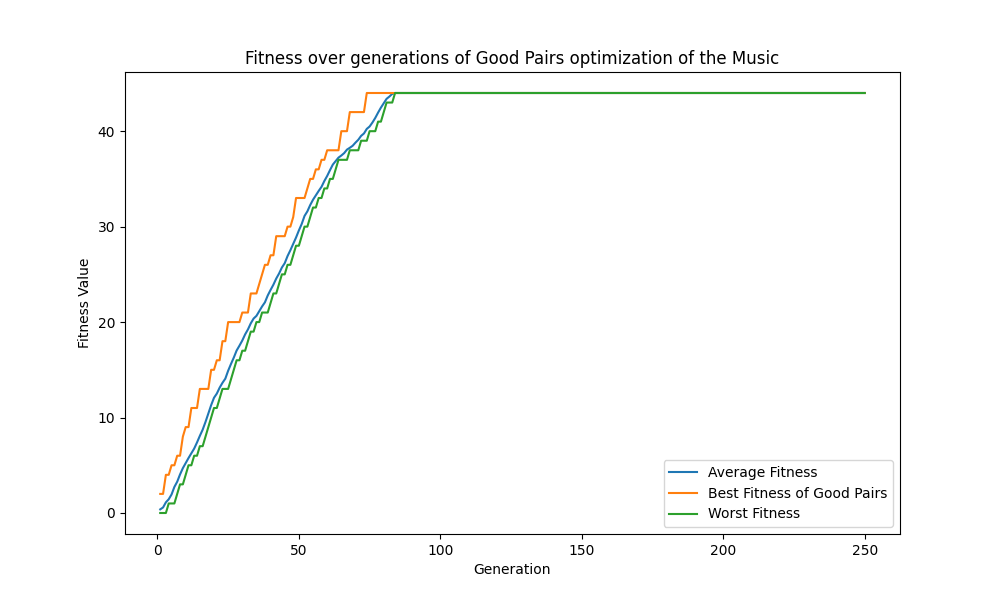 Fitness over generations of Good Pairs optimization of the Music
Fitness Value
40
30
20
10
0
0 50 100 150 200 250
Generation
Average Fitness
Best Fitness of Good Pairs
Worst Fitness